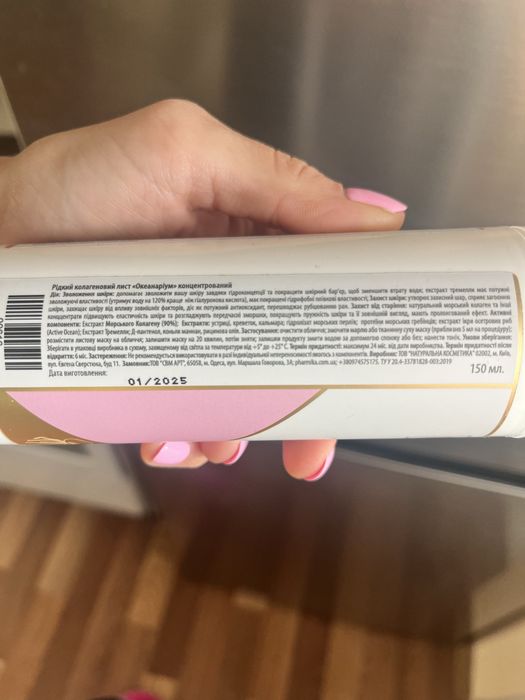 Рідкий колагеновий лист «Океанаріум» концентрований
Дія: Зволоження шкіри: допомагає зволожити вашу шкіру завдяки гідроконцепції та покращити шкірний бар'єр, щоб зменшити втрату води; екстракт тремелли має потужні
зволожуючі властивості (утримує воду на 120% краще ніж гіалуронова кислота), має покращені гідрофобні властивості; Захист шкіри: утворює захисний шар, сприяє загоєнню
шкіри, захищає шкіру від впливу зовнішніх факторів, діє як потужний антиоксидант, перешкоджає рубцюванню ран. Захист від старіння: натуральний морський колаген та інші
концентрати підвищують еластичність шкіри та розгладжують передчасні зморшки, покращують пружність шкіри та її зовнішній вигляд, мають пролонгований ефект. Активні
компоненти: Екстракт Морського Колагену (90%); Екстракти: устриці, креветки, кальмара; гідролізат морських перлів; протеїни морських гребінців; екстракт ікри осетрових риб
(Active Ocean); Екстракт Тремелли; Д-пантенол, коньяк маннан, рицинова олія. Застосування: очистити обличчя; змочити марлю або тканинну суху маску (приблизно 5 мл на процедуру);
розмістити листову маску на обличчя; залишити маску на 20 хвилин, потім зняти; залишки продукту змити водою за допомогою спонжу або без; нанести тонік. Умови зберігання:
Зберігати в упаковці виробника в сухому, захищеному від світла за температури від +5° до +25° С. Термін придатності: максимум 24 міс. від дати виробництва. Термін придатності після
відкриття: 6 міс. Застереження: Не рекомендується використовувати в разі індивідуальної непереносимості якогось з компонентів. Виробник: ТОВ "НАТУРАЛЬНА КОСМЕТИКА" 02002, м. Київ,
вул. Євгена Сверстюка, буд 11. Замовник: ТОВ "СВМ АРТ", 65058, м. Одеса, вул. Маршала Говорова, 3А; pharmika.com.ua; +380974575175. ТУ У 20.4-37781828-003:2019
Дата виготовлення:
150 мл.
01/2025